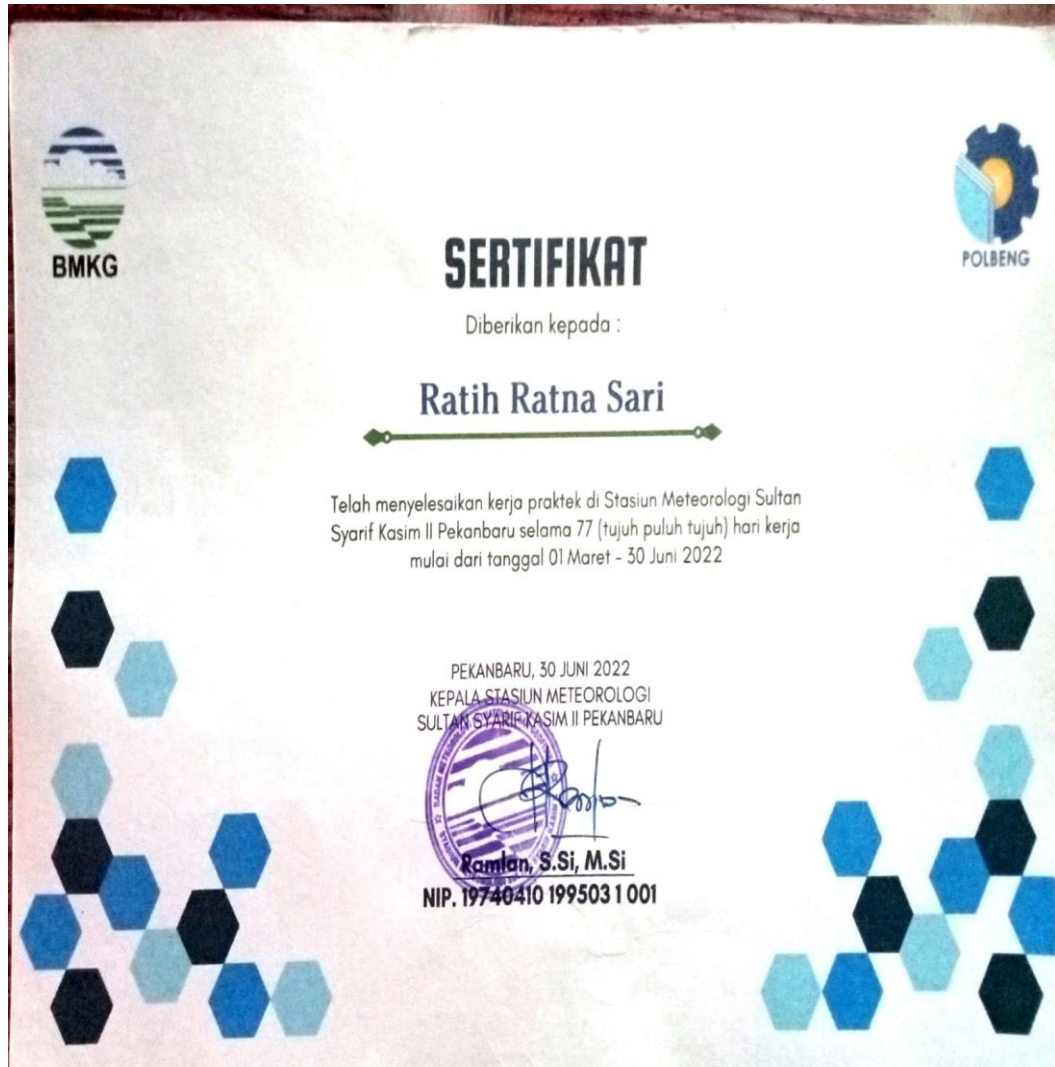 BMKG
POLBENG
SERTIFIKAT
Diberikan kepada :
Ratih Ratna Sari
Telah menyelesaikan kerja praktek di Stasiun Meteorologi Sultan
Syarif Kasim II Pekanbaru selama 77 (tujuh puluh tujuh) hari kerja
mulai dari tanggal 01 Maret - 30 Juni 2022
PEKANBARU, 30 JUNI 2022
KEPALA STASIUN METEOROLOGI
SULTAN SYARIF KASIM II PEKANBARU
Ramlan, S.Si, M.Si
NIP. 19740410 199503 1 001